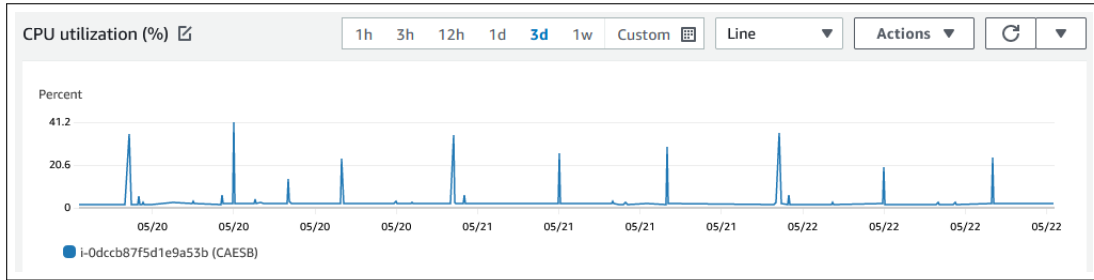 CPU utilization (%)
1h 3h 12h 1d 3d 1w Custom
Line
Actions
Percent
41.2
20.6
0
05/20 05/20 05/20 05/20 05/21 05/21 05/21 05/21 05/22 05/22 05/22 05/22
i-0dccb87f5d1e9a53b (CAESB)